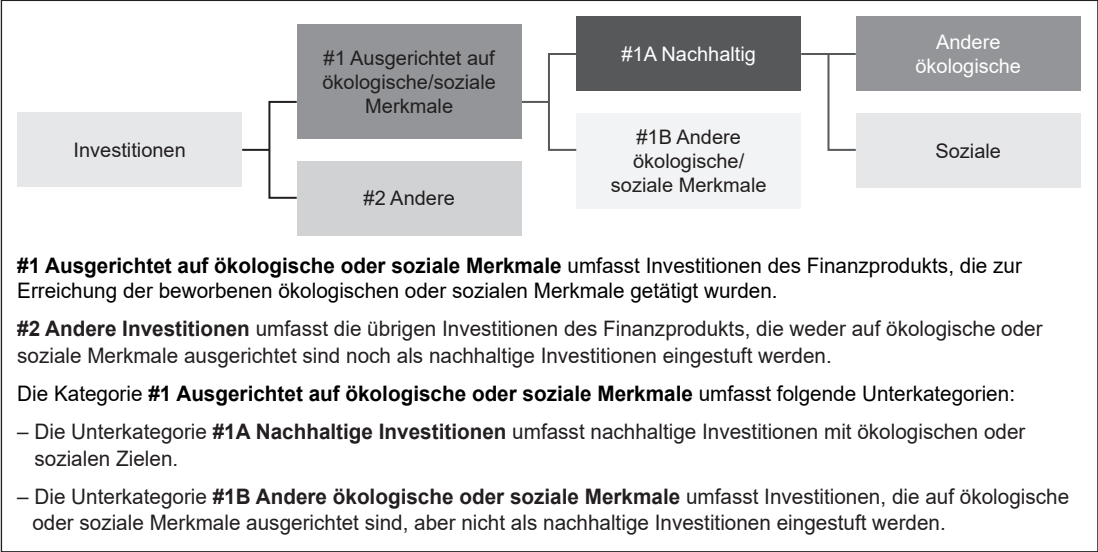 #1 Ausgerichtet auf
ökologische/soziale
Merkmale
#1A Nachhaltig
Andere
ökologische
Investitionen
#1B Andere
ökologische/
soziale Merkmale
Soziale
#2 Andere
#1 Ausgerichtet auf ökologische oder soziale Merkmale umfasst Investitionen des Finanzprodukts, die zur
Erreichung der beworbenen ökologischen oder sozialen Merkmale getätigt wurden.
#2 Andere Investitionen umfasst die übrigen Investitionen des Finanzprodukts, die weder auf ökologische oder
soziale Merkmale ausgerichtet sind noch als nachhaltige Investitionen eingestuft werden.
Die Kategorie #1 Ausgerichtet auf ökologische oder soziale Merkmale umfasst folgende Unterkategorien:
– Die Unterkategorie #1A Nachhaltige Investitionen umfasst nachhaltige Investitionen mit ökologischen oder
sozialen Zielen.
– Die Unterkategorie #1B Andere ökologische oder soziale Merkmale umfasst Investitionen, die auf ökologische
oder soziale Merkmale ausgerichtet sind, aber nicht als nachhaltige Investitionen eingestuft werden.